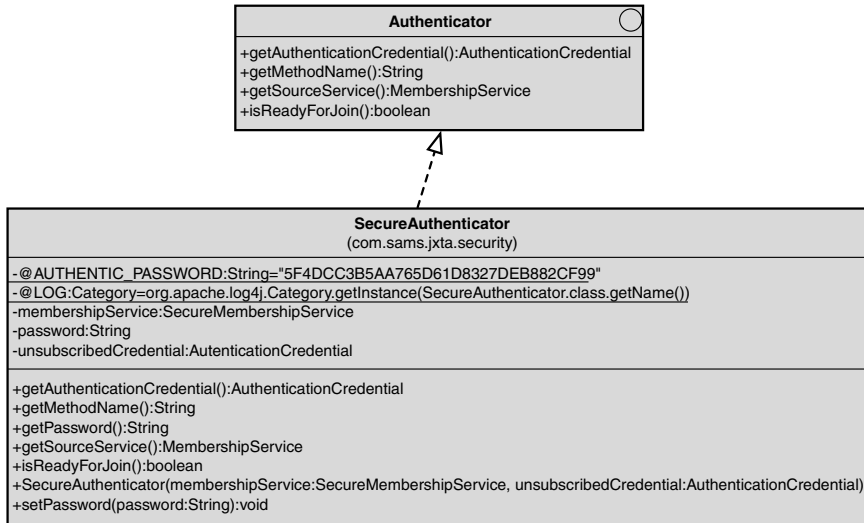 Authenticator
+getAuthenticationCredential():AuthenticationCredential
+getMethodName():String
+getSourceService():MembershipService
+isReadyForJoin():boolean
SecureAuthenticator
(com.sams.jxta.security)
-@AUTHENTIC_PASSWORD:String="5F4DCC3B5AA765D61D8327DEB882CF99"
-@LOG:Category=org.apache.log4j.Category.getInstance(SecureAuthenticator.class.getName())
-membershipService:SecureMembershipService
-password:String
-unsubscribedCredential:AutenticationCredential
+getAuthenticationCredential():AuthenticationCredential
+getMethodName():String
+getPassword():String
+getSourceService():MembershipService
+isReadyForJoin():boolean
+SecureAuthenticator(membershipService:SecureMembershipService, unsubscribedCredential:AuthenticationCredential)
+setPassword(password:String):void